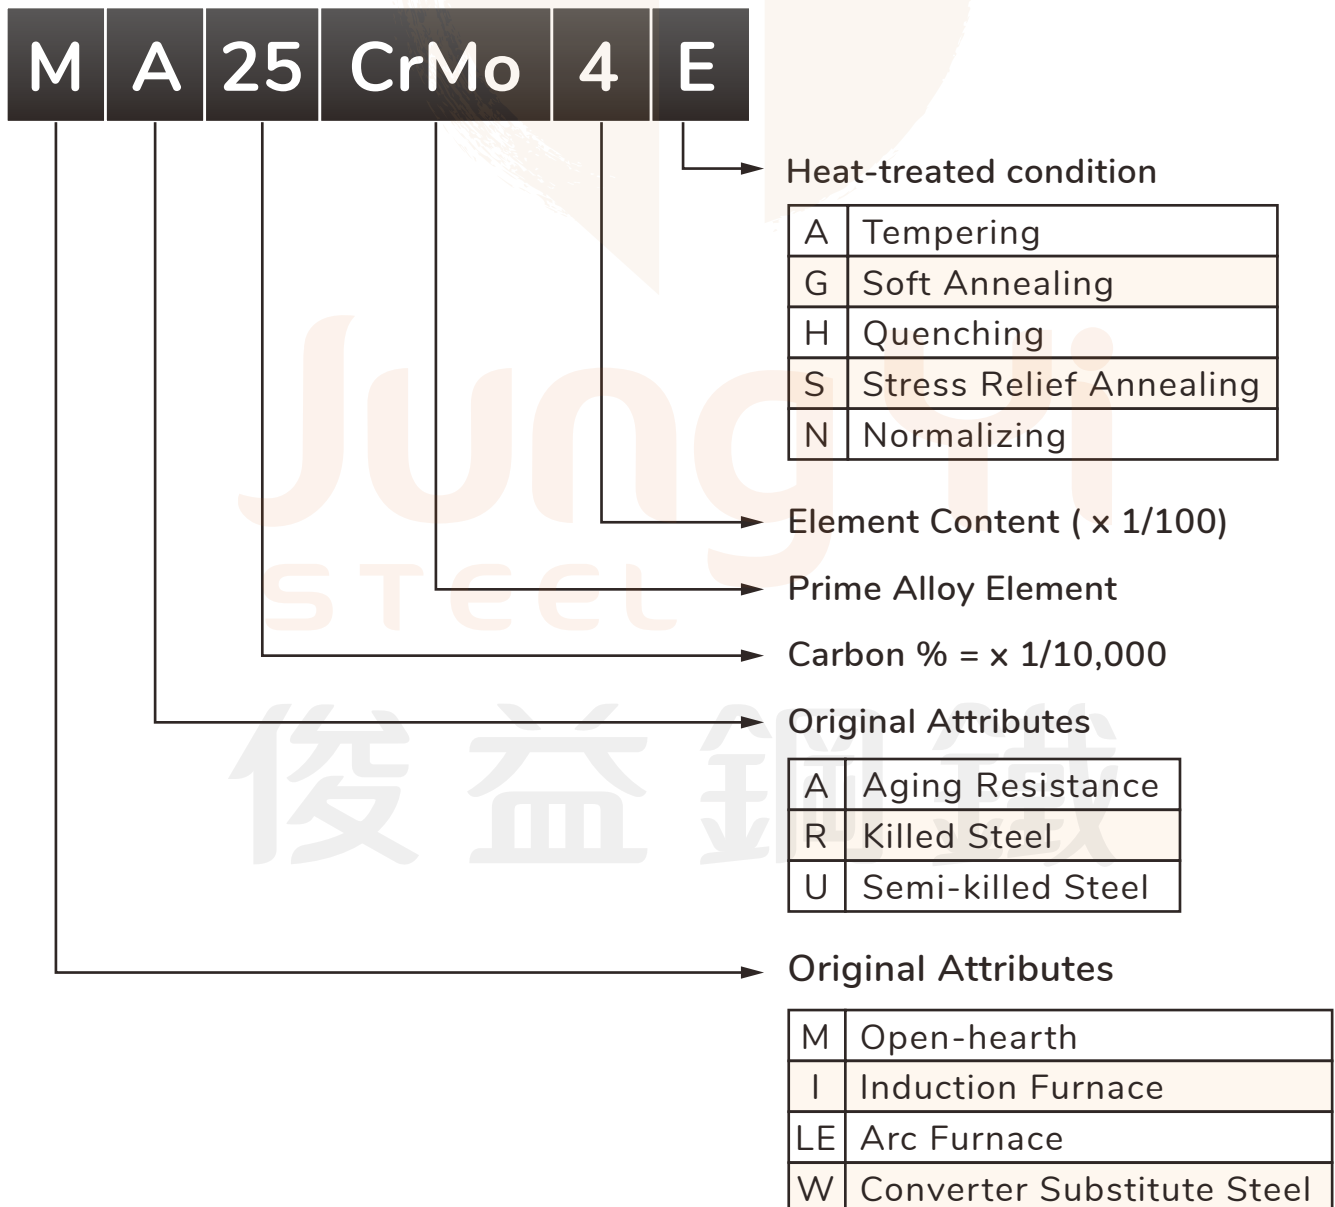 M A 25 CrMo 4 E
Heat-treated condition
A Tempering
G Soft Annealing
H Quenching
S Stress Relief Annealing
N Normalizing
Element Content ( x 1/100)
Prime Alloy Element
Carbon % = x 1/10,000
Original Attributes
A Aging Resistance
R Killed Steel
U Semi-killed Steel
Original Attributes
M Open-hearth
I Induction Furnace
LE Arc Furnace
W Converter Substitute Steel
Jung Yi
STEEL
俊益鋼鐵